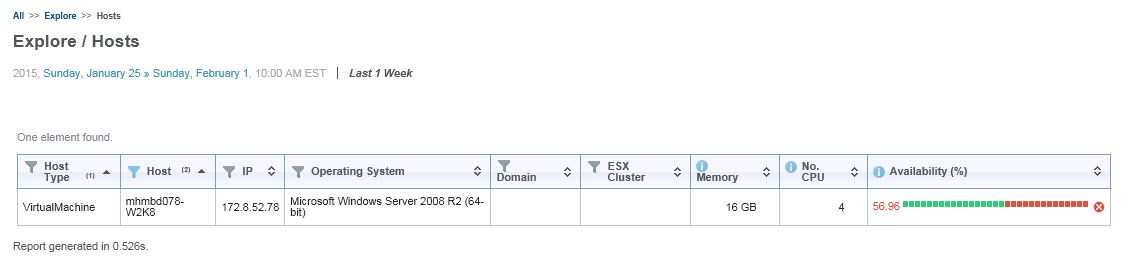 All >> Explore >> Hosts
Explore / Hosts
2015, Sunday, January 25 » Sunday, February 1, 10:00 AM EST | Last 1 Week
One element found.
Host Type (1) Host (2) IP Operating System Domain ESX Cluster Memory No. CPU Availability (%)
VirtualMachine mhmbd078-W2K8 172.8.52.78 Microsoft Windows Server 2008 R2 (64-bit) 16 GB 4 56.96
Report generated in 0.526s.